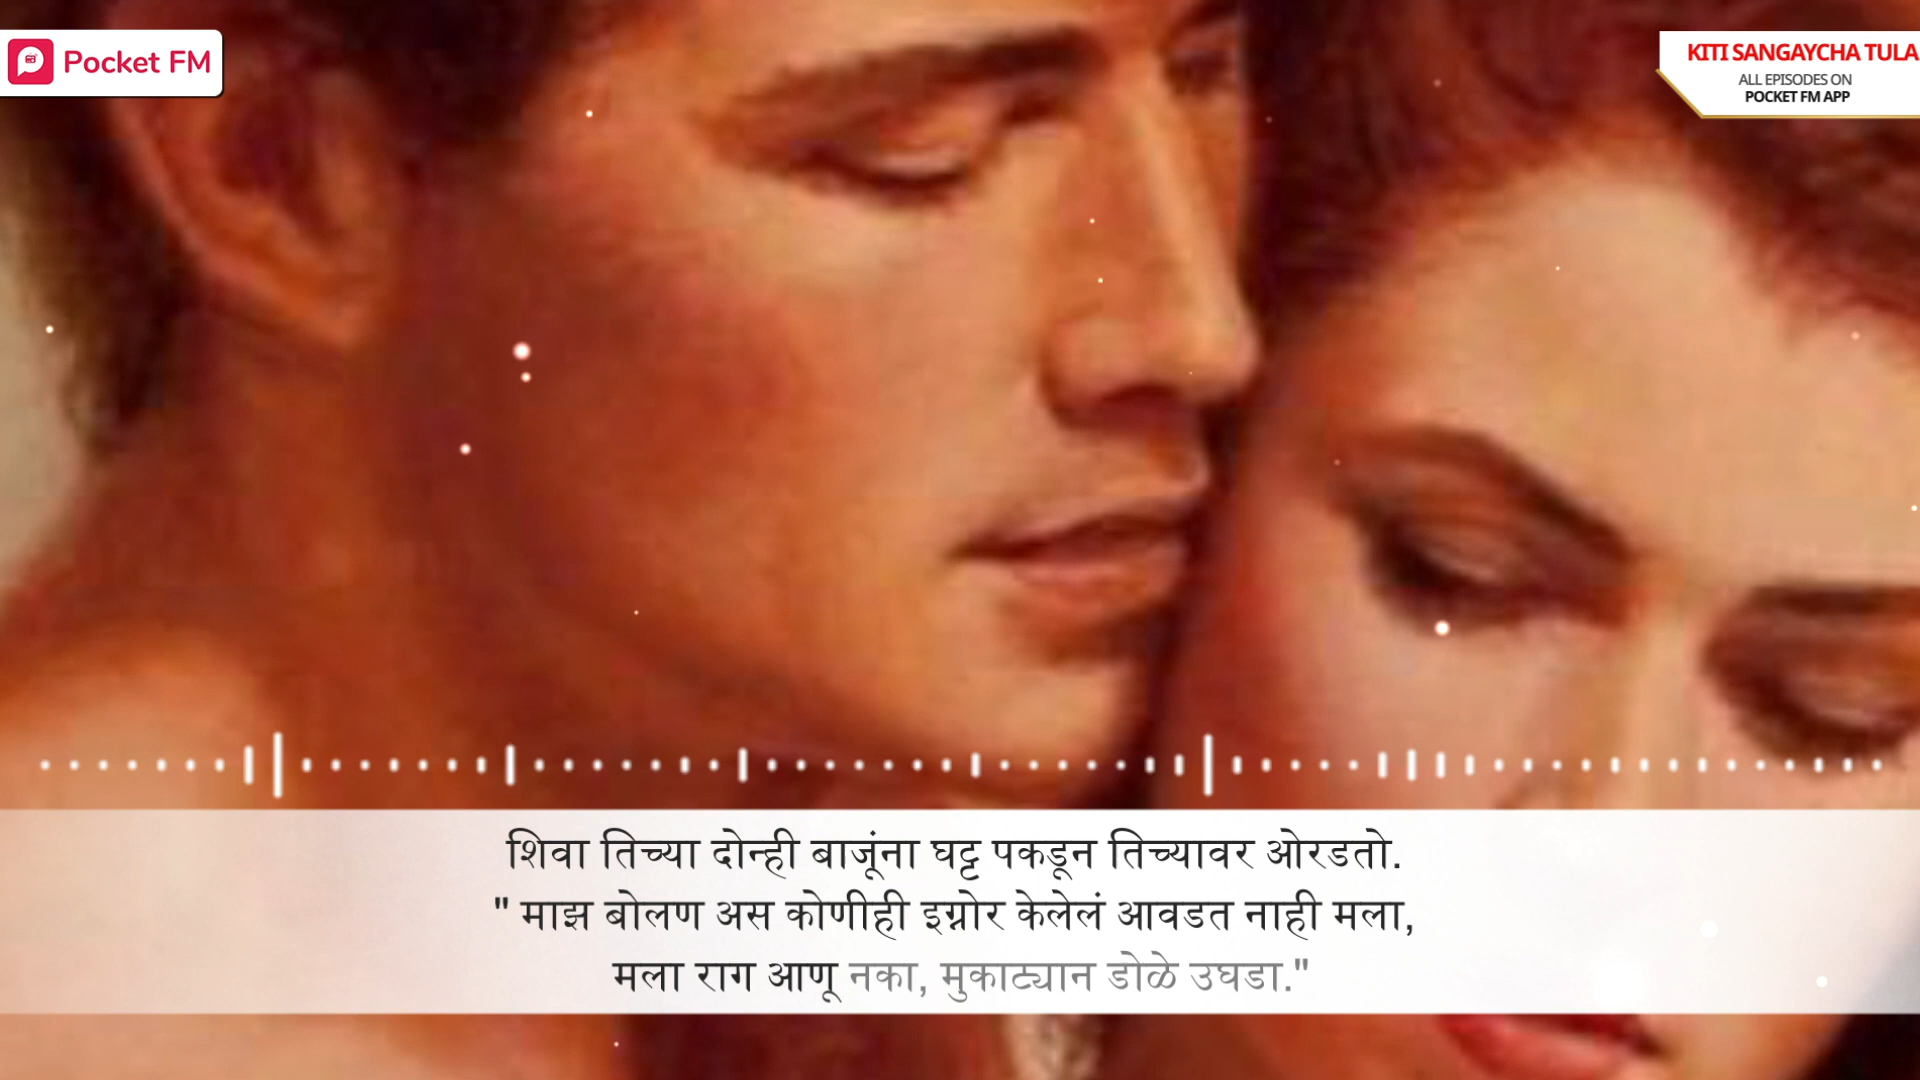 Pocket FM
KITI SANGAYCHA TULA
ALL EPISODES ON
POCKET FM APP
शिवा तिच्या दोन्ही बाजूंना घट्ट पकडून तिच्यावर ओरडतो.
" माझ बोलण अस कोणीही इग्नोर केलेलं आवडत नाही मला,
मला राग आणू नका, मुकाट्यान डोळे उघडा."